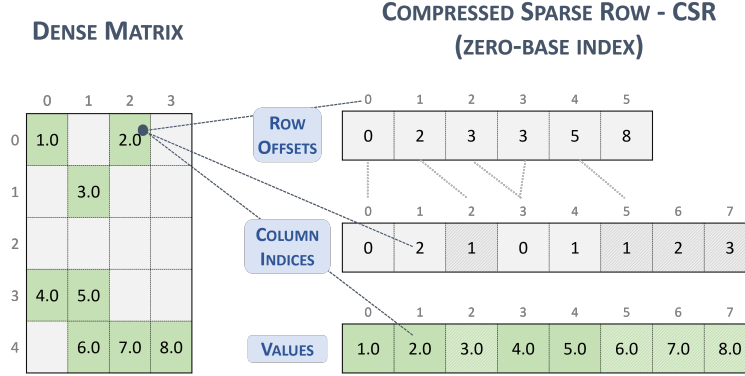 DENSE MATRIX
COMPRESSED SPARSE ROW - CSR
(ZERO-BASE INDEX)
0 1 2 3
0 1.0 2.0
1 3.0
2
3 4.0 5.0
4 6.0 7.0 8.0
ROW
OFFSETS
0 1 2 3 4 5
0 2 3 3 5 8
COLUMN
INDICES
0 1 2 3 4 5 6 7
0 2 1 0 1 1 2 3
VALUES
0 1 2 3 4 5 6 7
1.0 2.0 3.0 4.0 5.0 6.0 7.0 8.0